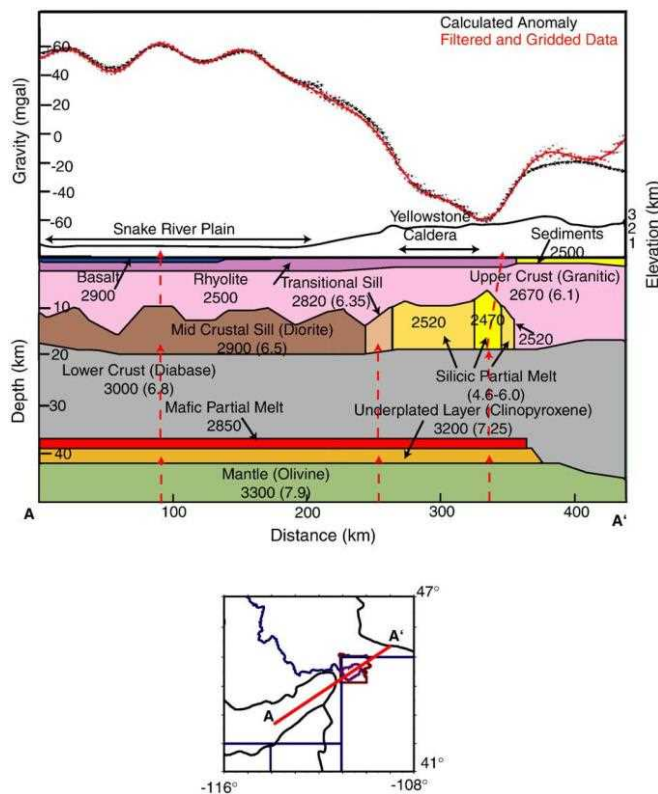 Calculated Anomaly
Filtered and Gridded Data
Gravity (mgal)
-60
-40
-20
0
-20
-40
-60
Elevation (km)
3
2
1
Snake River Plain
Yellowstone
Caldera
Sediments
2500
Basalt
2900
Rhyolite
2500
Transitional Sill
2820 (6.35)
Upper Crust (Granitic)
2670 (6.1)
Depth (km)
-10
-20
-30
-40
Mid Crustal Sill (Diorite)
2900 (6.5)
2520
2470
2520
Lower Crust (Diabase)
3000 (6.8)
Silicic Partial Melt
(4.6-6.0)
Mafic Partial Melt
2850
Underplated Layer (Clinopyroxene)
3200 (7.25)
Mantle (Olivine)
3300 (7.9)
A
100
200
300
400
A'
Distance (km)
47°
A'
A
41°
-116°
-108°